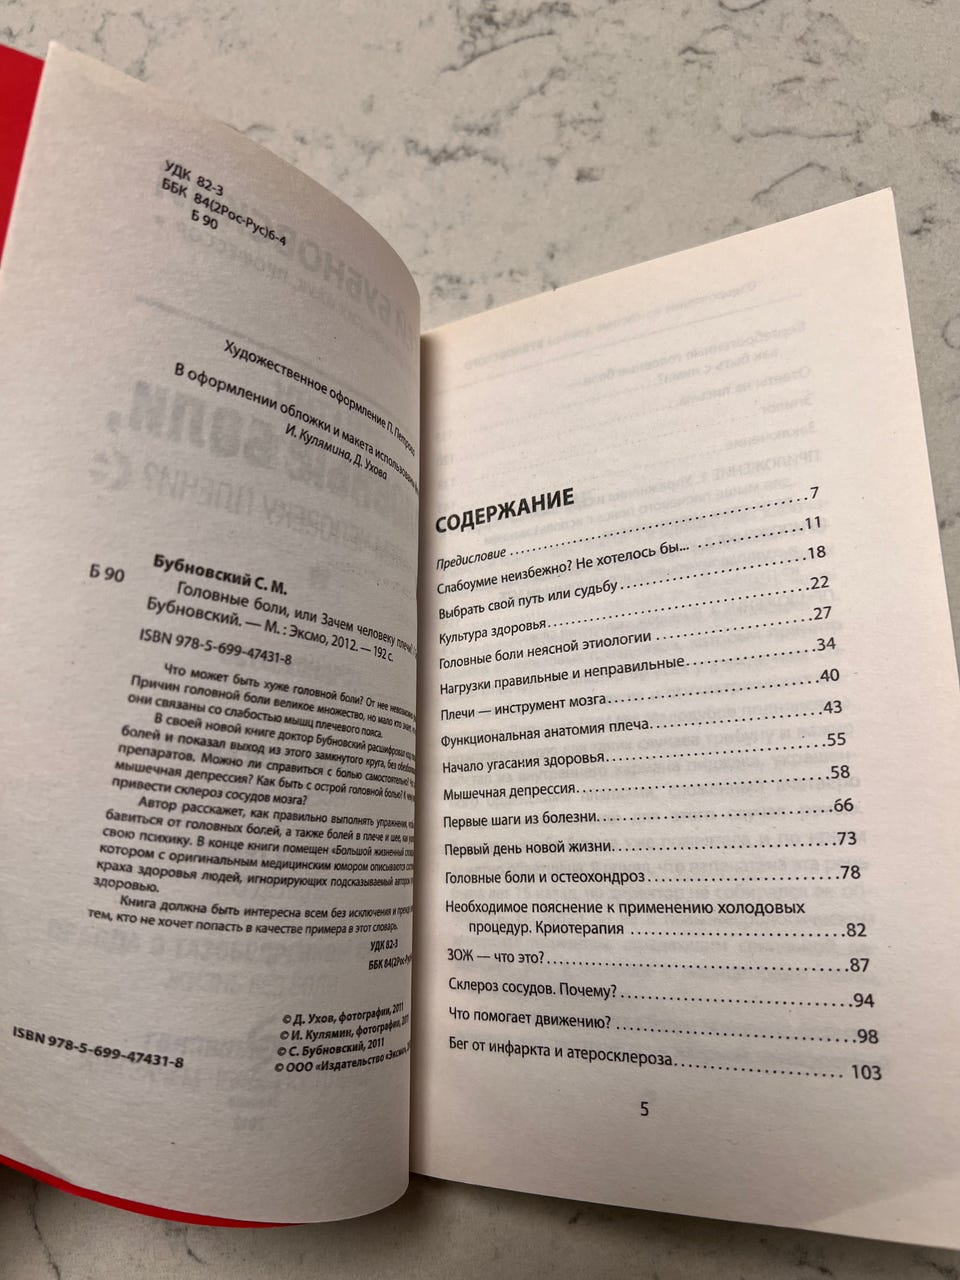 УДК 82-3
ББК 84(2Рос-Рус)6-4
Б 90
Художественное оформление П. Петрова
В оформлении обложки и макета использованы
И. Кулямина, Д. Ухова
Бубновский С. М.
Б 90
Головные боли, или Зачем человеку плечи?
Бубновский. — М. : Эксмо, 2012. — 192 с.
ISBN 978-5-699-47431-8
Что может быть хуже головной боли? От нее невозможно
Причин головной боли великое множество, но мало кто знает,
они связаны со слабостью мышц плечевого пояса.
В своей новой книге доктор Бубновский расшифровал
болей и показал выход из этого замкнутого круга, без
препаратов. Можно ли справиться с болью самостоятельно?
мышечная депрессия? Как быть с острой головной болью? К
привести склероз сосудов мозга?
Автор расскажет, как правильно выполнять упражнения,
бавиться от головных болей, а также болей в плече и шее, как
свою психику. В конце книги помещен «Большой жизненный
котором с оригинальным медицинским юмором описываются
краха здоровья людей, игнорирующих подсказываемый автором
здоровью.
Книга должна быть интересна всем без исключения и
тем, кто не хочет попасть в качестве примера в этот словарь.
УДК 82-3
ББК 84(2Рос-Рус)
© Д. Ухов, фотографии, 2011
© И. Кулямин, фотографии, 2011
© С. Бубновский, 2011
© ООО «Издательство «Эксмо»,
ISBN 978-5-699-47431-8
СОДЕРЖАНИЕ
Предисловие ........ 7
Слабоумие неизбежно? Не хотелось бы... ........ 11
Выбрать свой путь или судьбу ........ 18
Культура здоровья ........ 22
Головные боли неясной этиологии ........ 27
Нагрузки правильные и неправильные ........ 34
Плечи — инструмент мозга ........ 40
Функциональная анатомия плеча ........ 43
Начало угасания здоровья ........ 55
Мышечная депрессия ........ 58
Первые шаги из болезни ........ 66
Первый день новой жизни ........ 73
Головные боли и остеохондроз ........ 78
Необходимое пояснение к применению холодовых
процедур. Криотерапия ........ 82
ЗОЖ — что это? ........ 87
Склероз сосудов. Почему? ........ 94
Что помогает движению? ........ 98
Бег от инфаркта и атеросклероза ........ 103
5